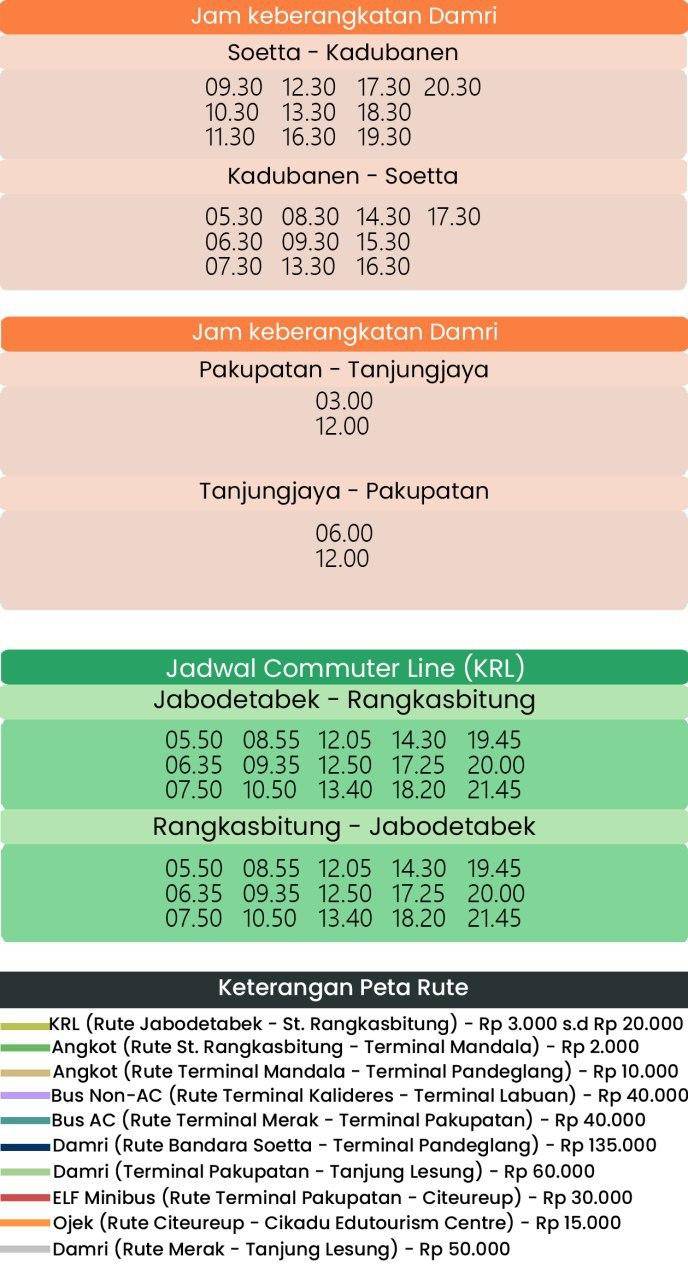 Jam keberangkatan Damri
Soetta - Kadubanen
09.30 12.30 17.30 20.30
10.30 13.30 18.30
11.30 16.30 19.30
Kadubanen - Soetta
05.30 08.30 14.30 17.30
06.30 09.30 15.30
07.30 13.30 16.30
Jam keberangkatan Damri
Pakupatan - Tanjungjaya
03.00
12.00
Tanjungjaya - Pakupatan
06.00
12.00
Jadwal Commuter Line (KRL)
Jabodetabek - Rangkasbitung
05.50 08.55 12.05 14.30 19.45
06.35 09.35 12.50 17.25 20.00
07.50 10.50 13.40 18.20 21.45
Rangkasbitung - Jabodetabek
05.50 08.55 12.05 14.30 19.45
06.35 09.35 12.50 17.25 20.00
07.50 10.50 13.40 18.20 21.45
Keterangan Peta Rute
KRL (Rute Jabodetabek - St. Rangkasbitung) - Rp 3.000 s.d Rp 20.000
Angkot (Rute St. Rangkasbitung - Terminal Mandala) - Rp 2.000
Angkot (Rute Terminal Mandala - Terminal Pandeglang) - Rp 10.000
Bus Non-AC (Rute Terminal Kalideres - Terminal Labuan) - Rp 40.000
Bus AC (Rute Terminal Merak - Terminal Pakupatan) - Rp 40.000
Damri (Rute Bandara Soetta - Terminal Pandeglang) - Rp 135.000
Damri (Terminal Pakupatan - Tanjung Lesung) - Rp 60.000
ELF Minibus (Rute Terminal Pakupatan - Citeureup) - Rp 30.000
Ojek (Rute Citeureup - Cikadu Edutourism Centre) - Rp 15.000
Damri (Rute Merak - Tanjung Lesung) - Rp 50.000